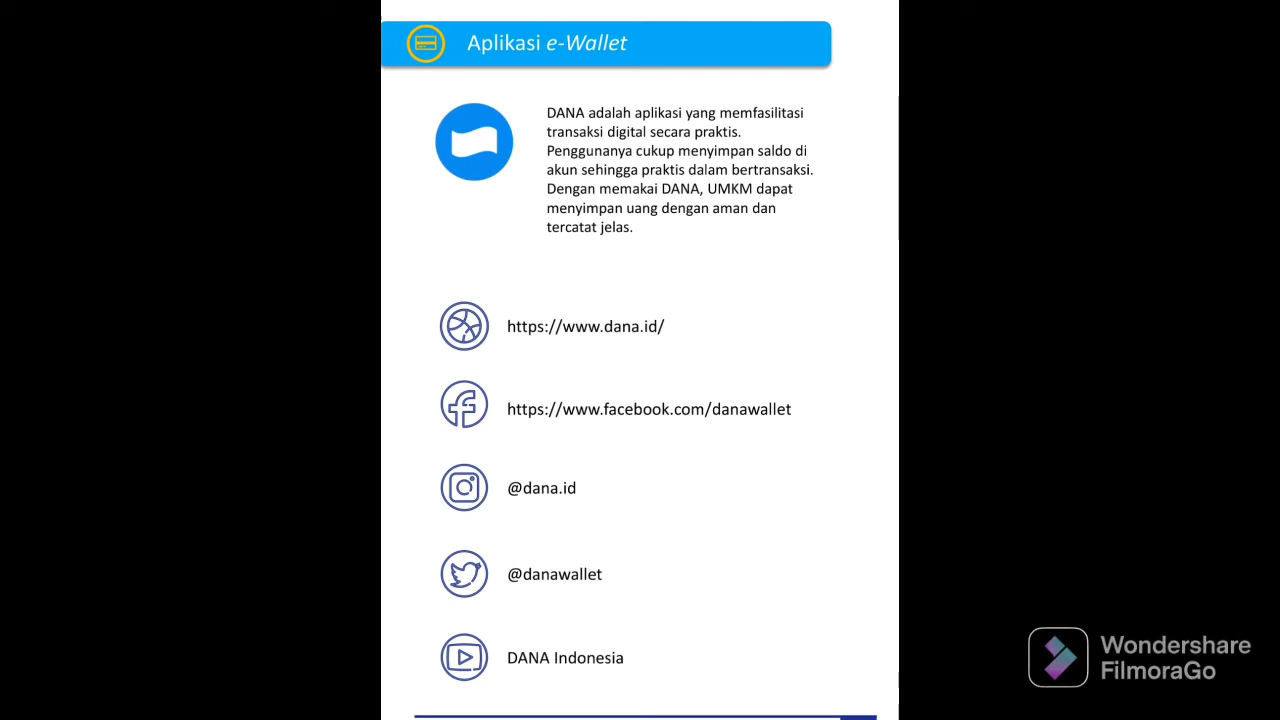 Aplikasi e-Wallet
DANA adalah aplikasi yang memfasilitasi
transaksi digital secara praktis.
Penggunanya cukup menyimpan saldo di
akun sehingga praktis dalam bertransaksi.
Dengan memakai DANA, UMKM dapat
menyimpan uang dengan aman dan
tercatat jelas.
https://www.dana.id/
https://www.facebook.com/danawallet
@dana.id
@danawallet
DANA Indonesia
Wondershare
FilmoraGo